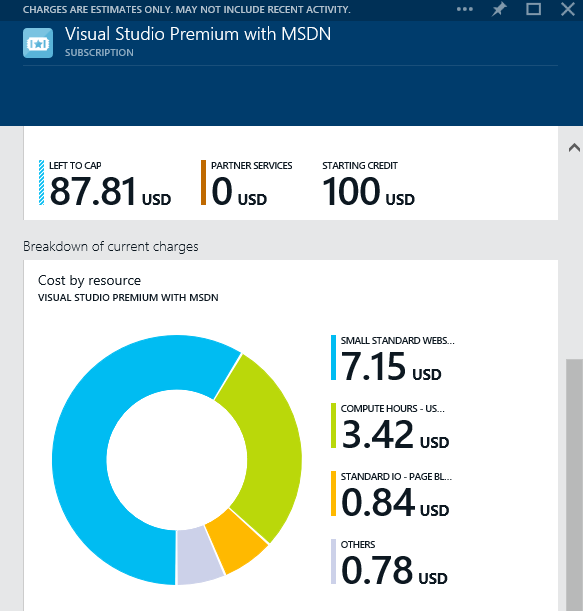 CHARGES ARE ESTIMATES ONLY. MAY NOT INCLUDE RECENT ACTIVITY.
Visual Studio Premium with MSDN
SUBSCRIPTION
LEFT TO CAP
87.81 USD
PARTNER SERVICES
0 USD
STARTING CREDIT
100 USD
Breakdown of current charges
Cost by resource
VISUAL STUDIO PREMIUM WITH MSDN
SMALL STANDARD WEBS...
7.15 USD
COMPUTE HOURS - US...
3.42 USD
STANDARD IO - PAGE BL...
0.84 USD
OTHERS
0.78 USD